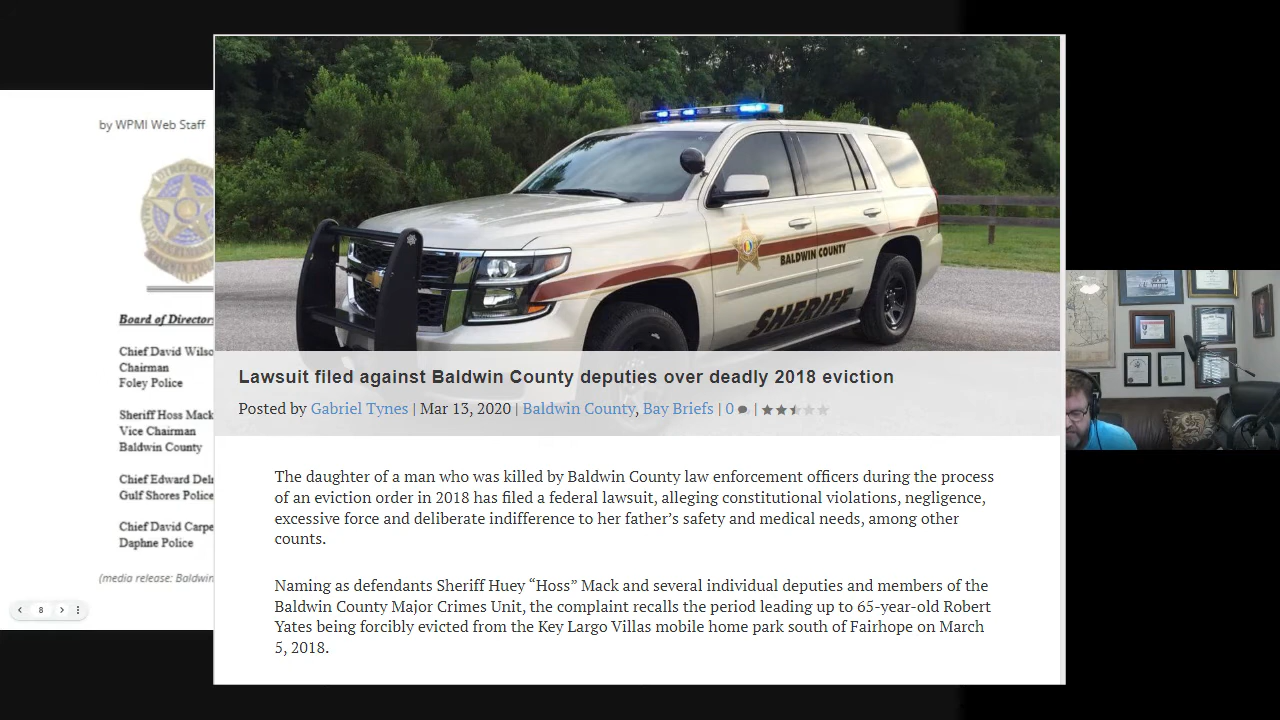 by WPMI Web Staff
Board of Director
Chief David Wilso
Chairman
Foley Police
Sheriff Hoss Mack
Vice Chairman
Baldwin County
Chief Edward Deln
Gulf Shores Police
Chief David Carpe
Daphne Police
(media release: Baldwin
8
BALDWIN COUNTY
SHERIFF
Lawsuit filed against Baldwin County deputies over deadly 2018 eviction
Posted by Gabriel Tynes | Mar 13, 2020 | Baldwin County, Bay Briefs | 0 |
The daughter of a man who was killed by Baldwin County law enforcement officers during the process
of an eviction order in 2018 has filed a federal lawsuit, alleging constitutional violations, negligence,
excessive force and deliberate indifference to her father’s safety and medical needs, among other
counts.
Naming as defendants Sheriff Huey “Hoss” Mack and several individual deputies and members of the
Baldwin County Major Crimes Unit, the complaint recalls the period leading up to 65-year-old Robert
Yates being forcibly evicted from the Key Largo Villas mobile home park south of Fairhope on March
5, 2018.